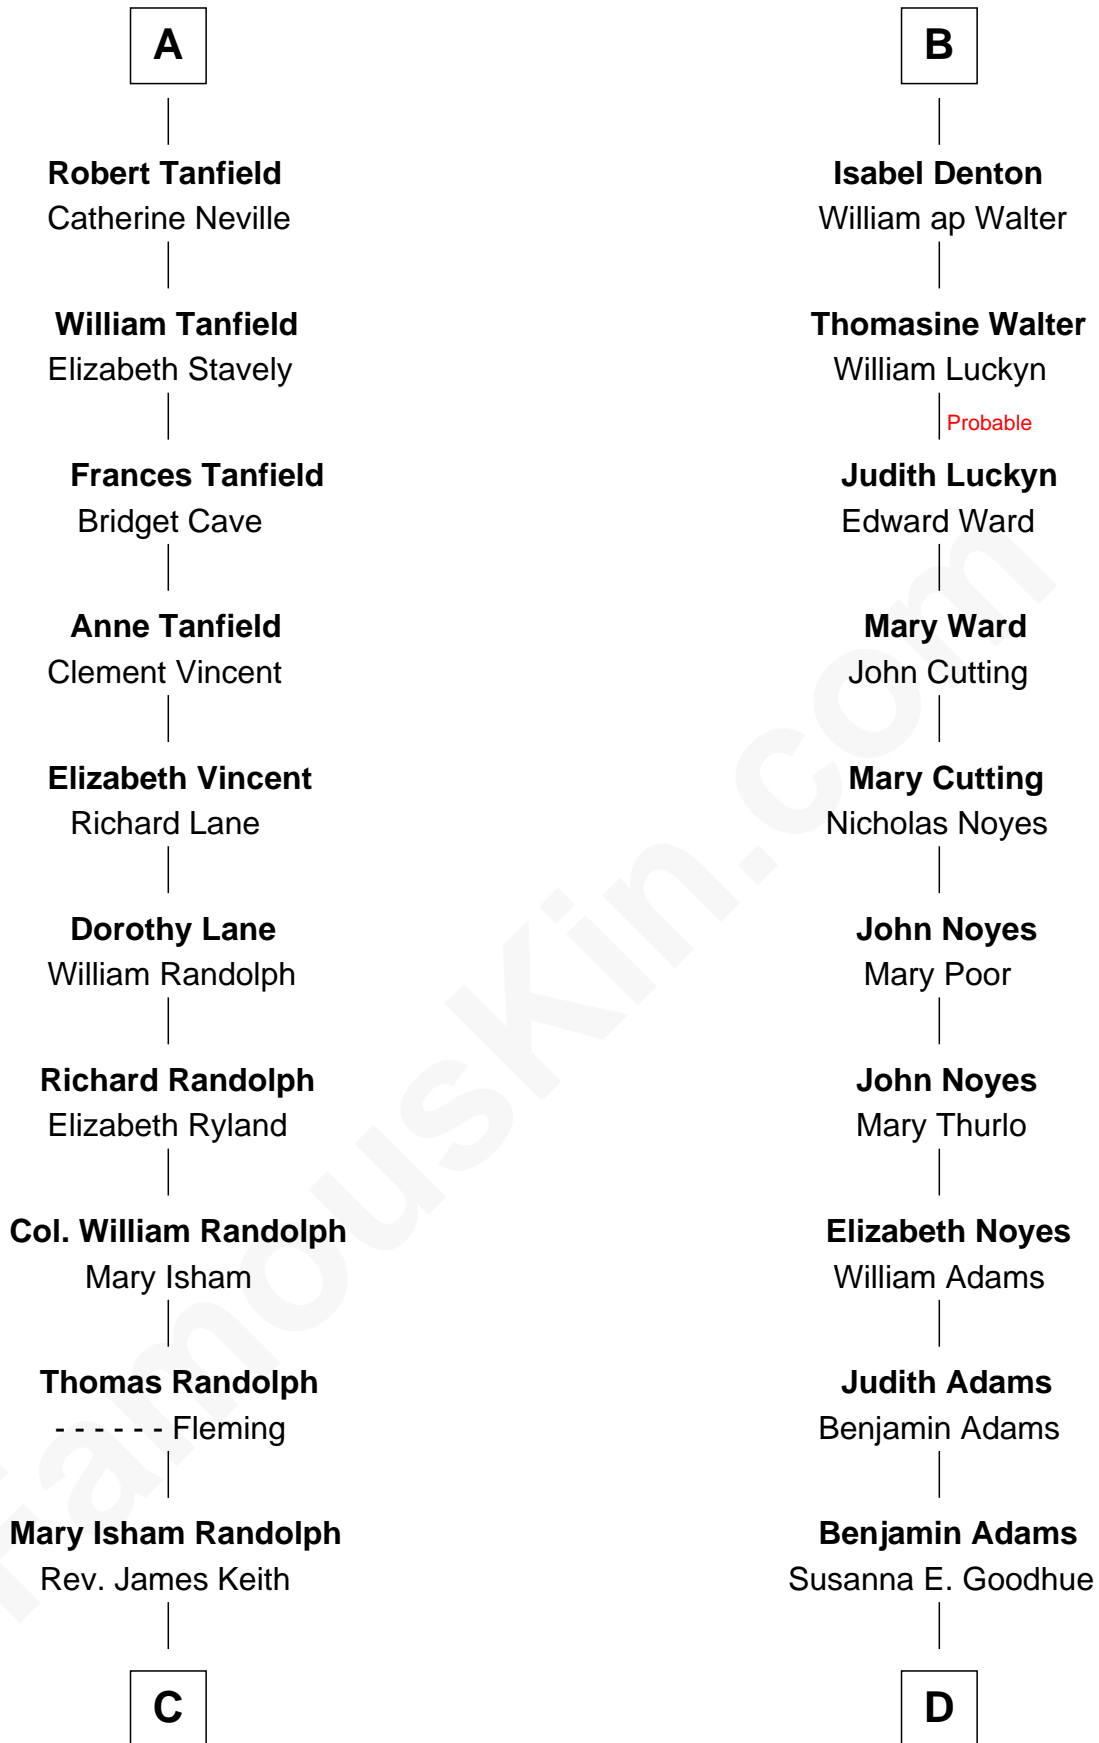 A
Robert Tanfield
Catherine Neville
William Tanfield
Elizabeth Stavely
Frances Tanfield
Bridget Cave
Anne Tanfield
Clement Vincent
Elizabeth Vincent
Richard Lane
Dorothy Lane
William Randolph
Richard Randolph
Elizabeth Ryland
Col. William Randolph
Mary Isham
Thomas Randolph
- - - - - - Fleming
Mary Isham Randolph
Rev. James Keith
C
B
Isabel Denton
William ap Walter
Thomasine Walter
William Luckyn
Probable
Judith Luckyn
Edward Ward
Mary Ward
John Cutting
Mary Cutting
Nicholas Noyes
John Noyes
Mary Poor
John Noyes
Mary Thurlo
Elizabeth Noyes
William Adams
Judith Adams
Benjamin Adams
Benjamin Adams
Susanna E. Goodhue
D
FamousKin.com